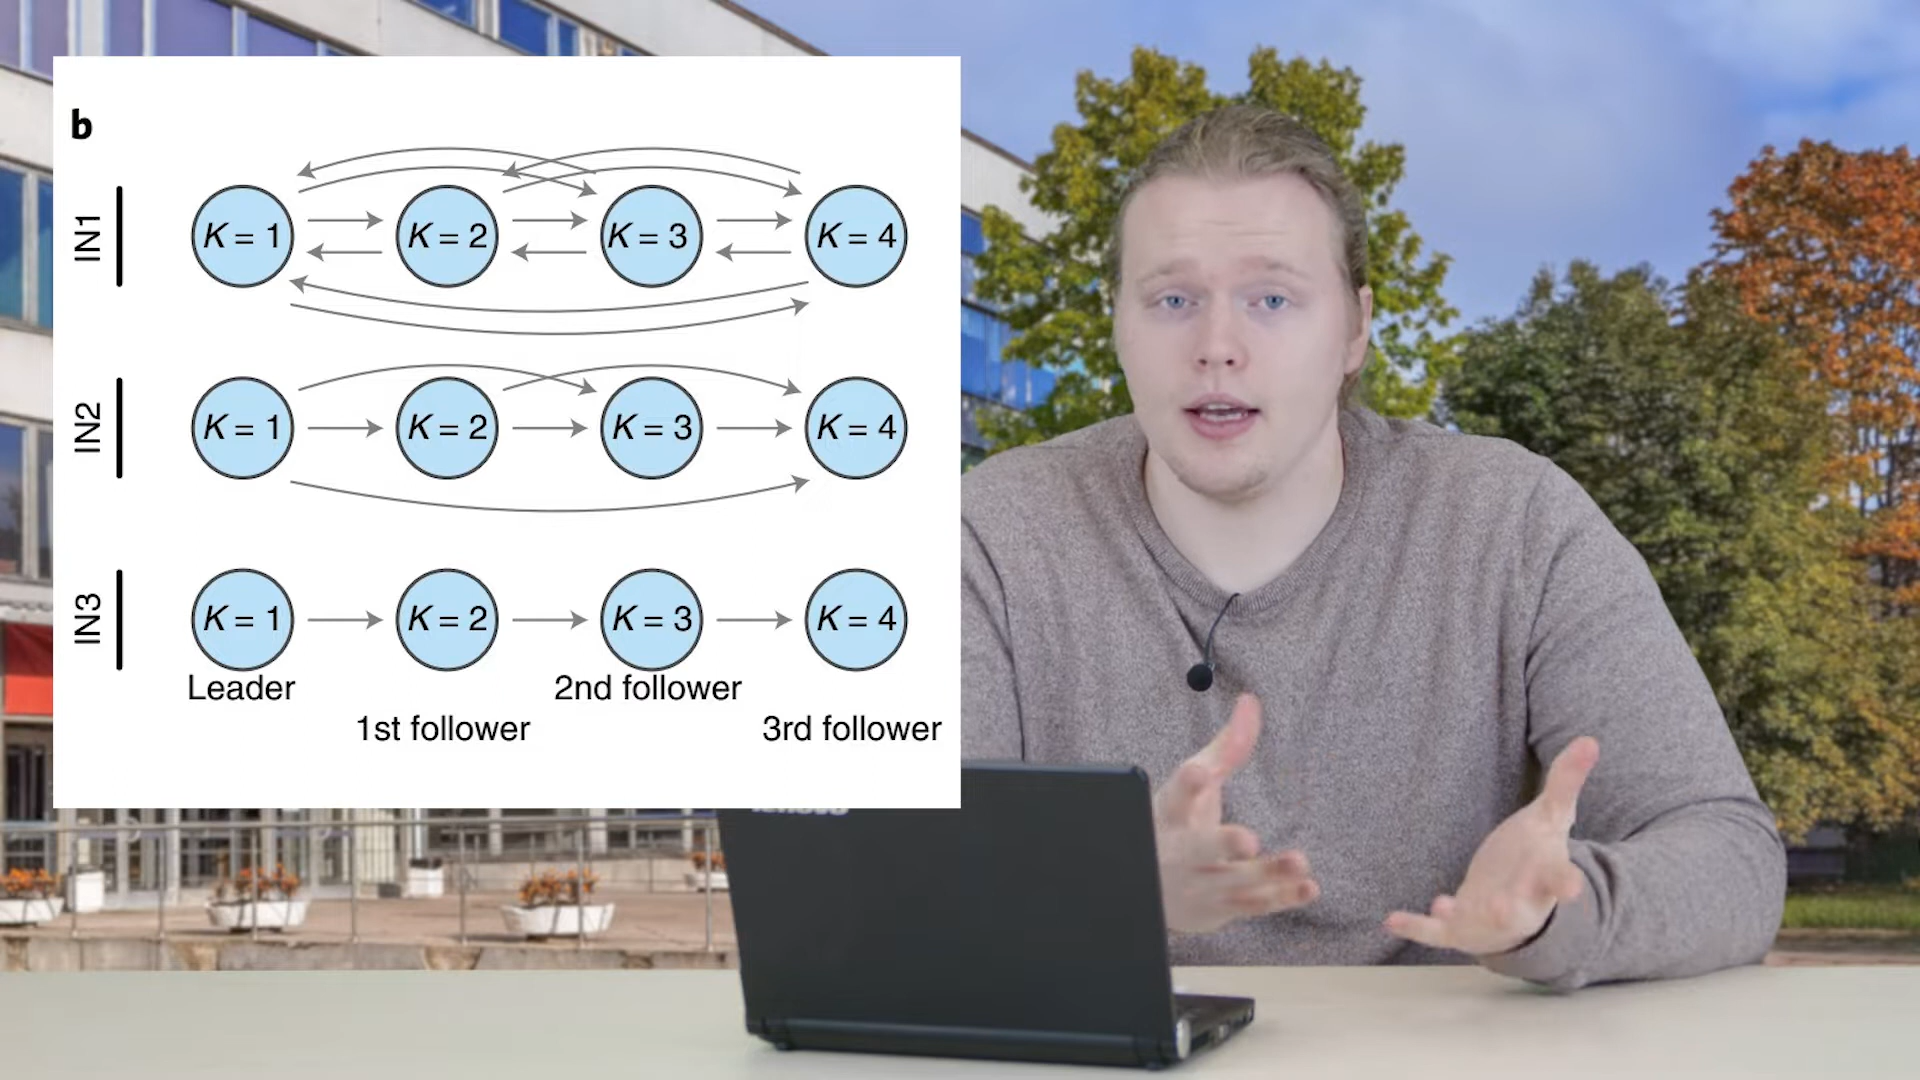 b
IN1
K = 1 K = 2 K = 3 K = 4
IN2
K = 1 K = 2 K = 3 K = 4
IN3
K = 1 K = 2 K = 3 K = 4
Leader 2nd follower
1st follower 3rd follower